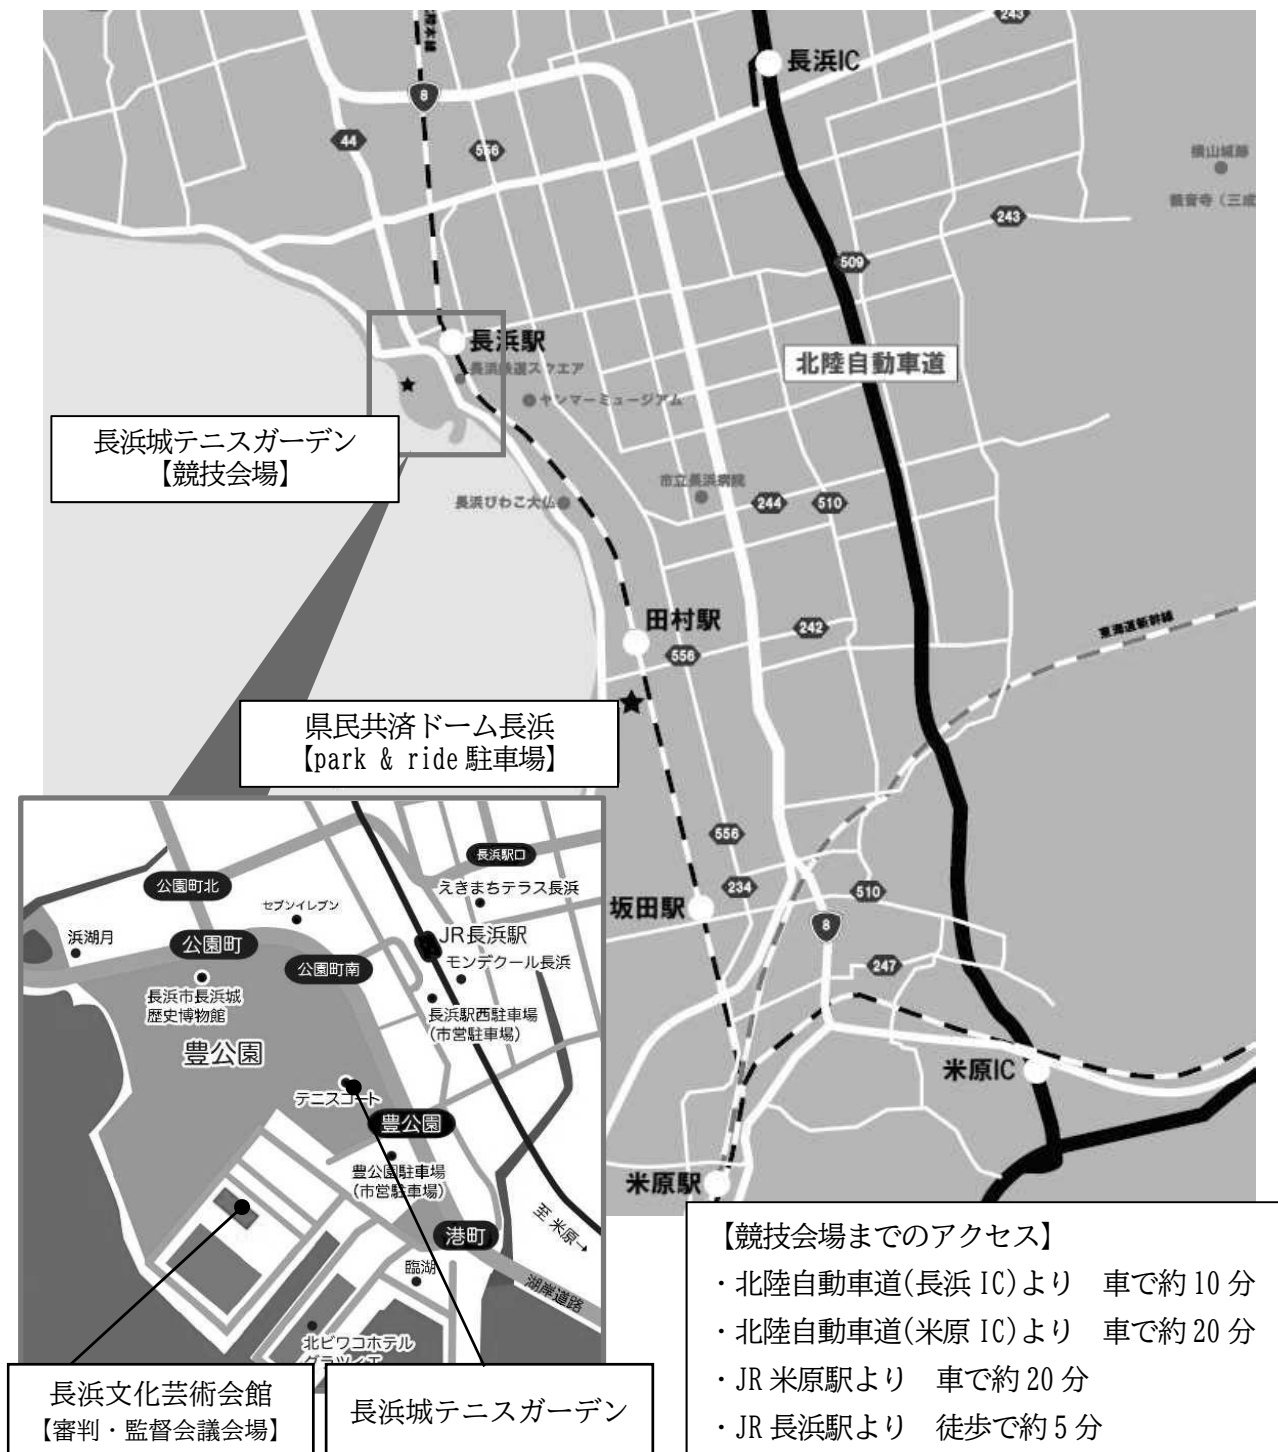 243
長浜IC
8
44
556
横山城跡
243
509
長浜駅
長浜鉄道スクエア
北陸自動車道
ヤンマーミュージアム
長浜城テニスガーデン
【競技会場】
市立長浜病院
長浜びわこ大仏
244
510
田村駅
242
東海道新幹線
556
県民共済ドーム長浜
【park & ride 駐車場】
556
234
510
坂田駅
8
247
米原IC
米原駅
長浜駅口
公園町北
えきまちテラス長浜
セブンイレブン
浜湖月
公園町
JR長浜駅
公園町南
モンデクール長浜
長浜市長浜城
歴史博物館
長浜駅西駐車場
(市営駐車場)
豊公園
テニスコート
豊公園
豊公園駐車場
(市営駐車場)
至 米原→
港町
臨湖
湖岸道路
北ビワコホテル
グラツィエ
長浜文化芸術会館
【審判・監督会議会場】
長浜城テニスガーデン
【競技会場までのアクセス】
・北陸自動車道(長浜 IC)より 車で約 10 分
・北陸自動車道(米原 IC)より 車で約 20 分
・JR 米原駅より 車で約 20 分
・JR 長浜駅より 徒歩で約 5 分